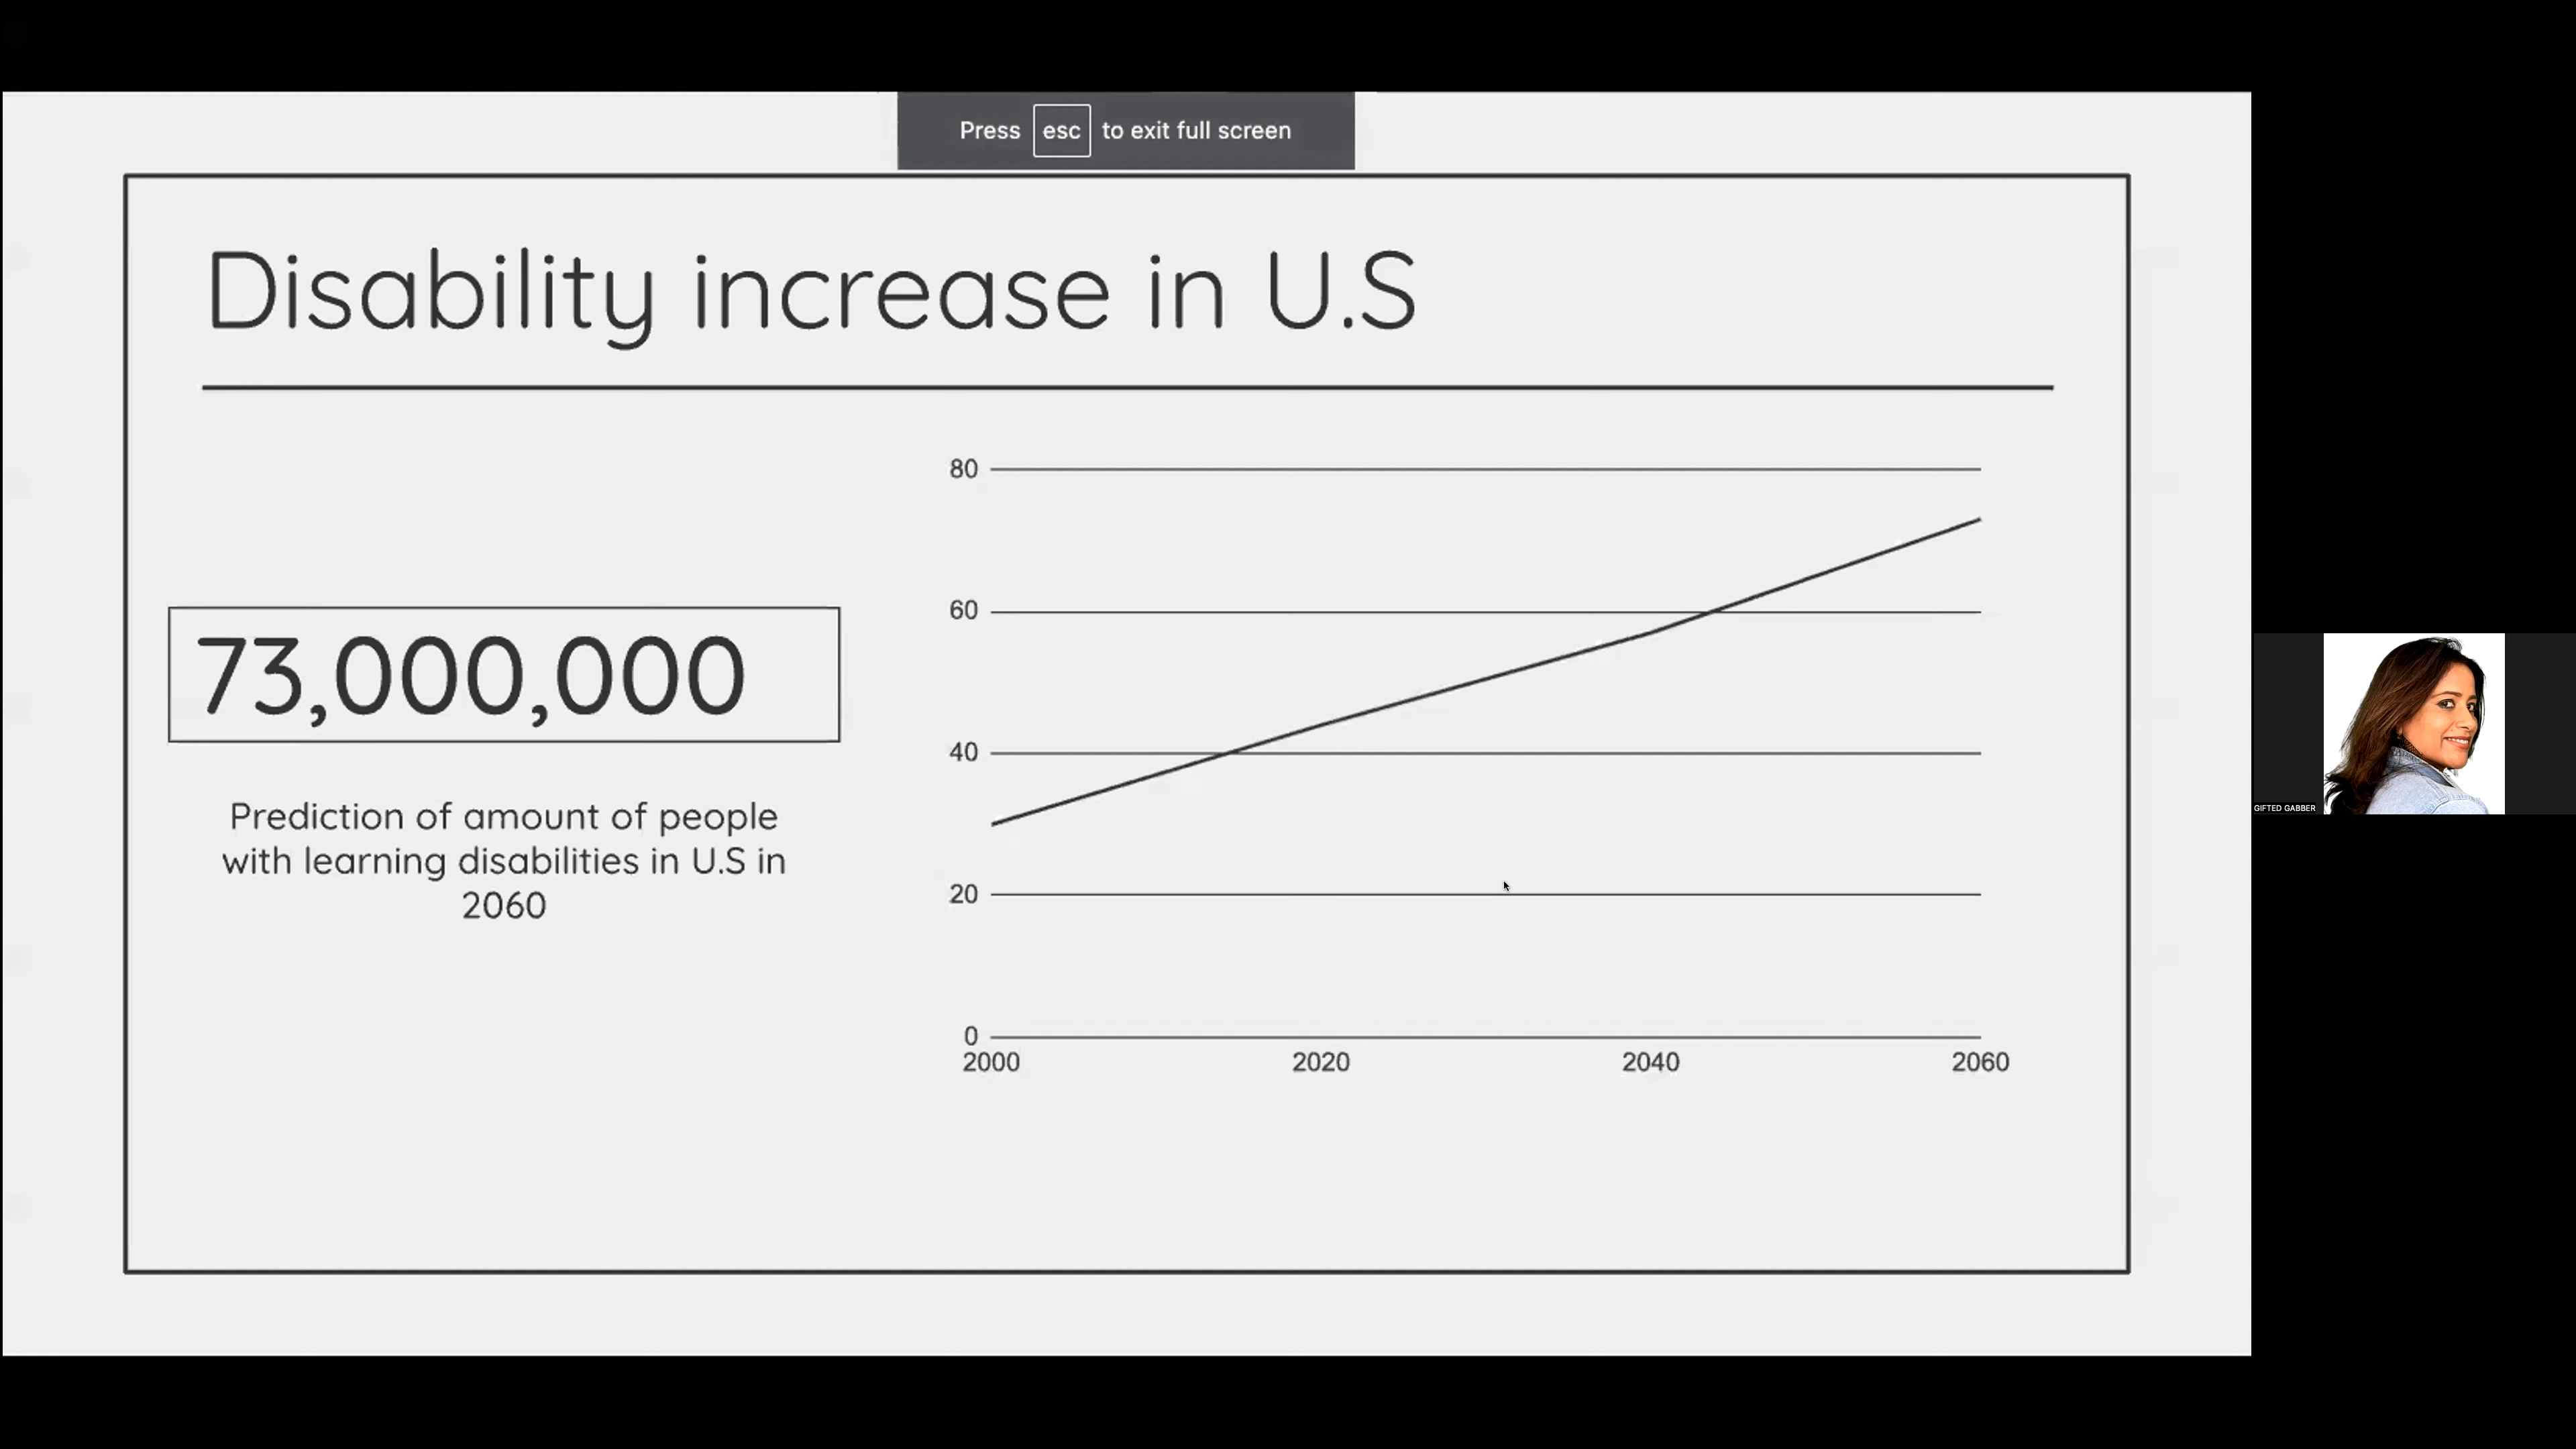 Press esc to exit full screen
Disability increase in U.S
73,000,000
Prediction of amount of people
with learning disabilities in U.S in
2060
80
60
40
20
0
2000 2020 2040 2060
GIFTED GABBER